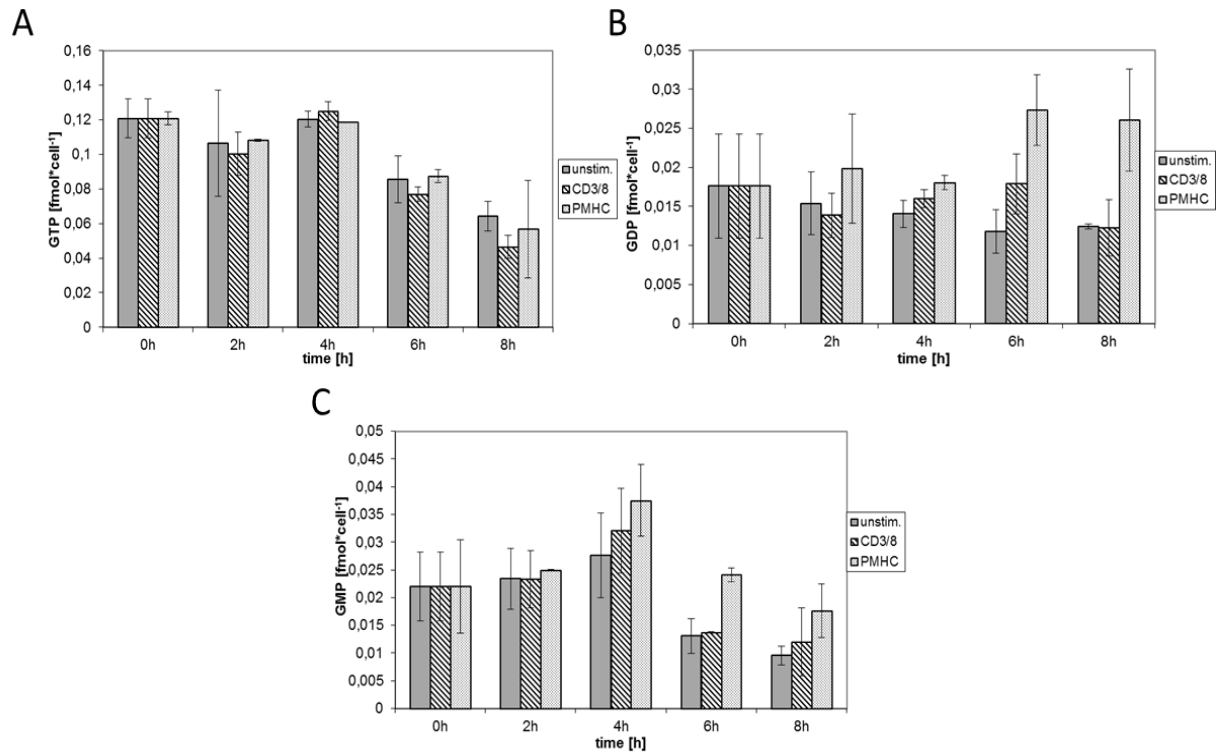 A
GTP [fmol*cell-1]
0,16
0,14
0,12
0,1
0,08
0,06
0,04
0,02
0
0h 2h 4h 6h 8h
time [h]
unstim.
CD3/8
PMHC
B
GDP [fmol*cell-1]
0,035
0,03
0,025
0,02
0,015
0,01
0,005
0
0h 2h 4h 6h 8h
time [h]
unstim.
CD3/8
PMHC
C
GMP [fmol*cell-1]
0,05
0,045
0,04
0,035
0,03
0,025
0,02
0,015
0,01
0,005
0
0h 2h 4h 6h 8h
time [h]
unstim.
CD3/8
PMHC